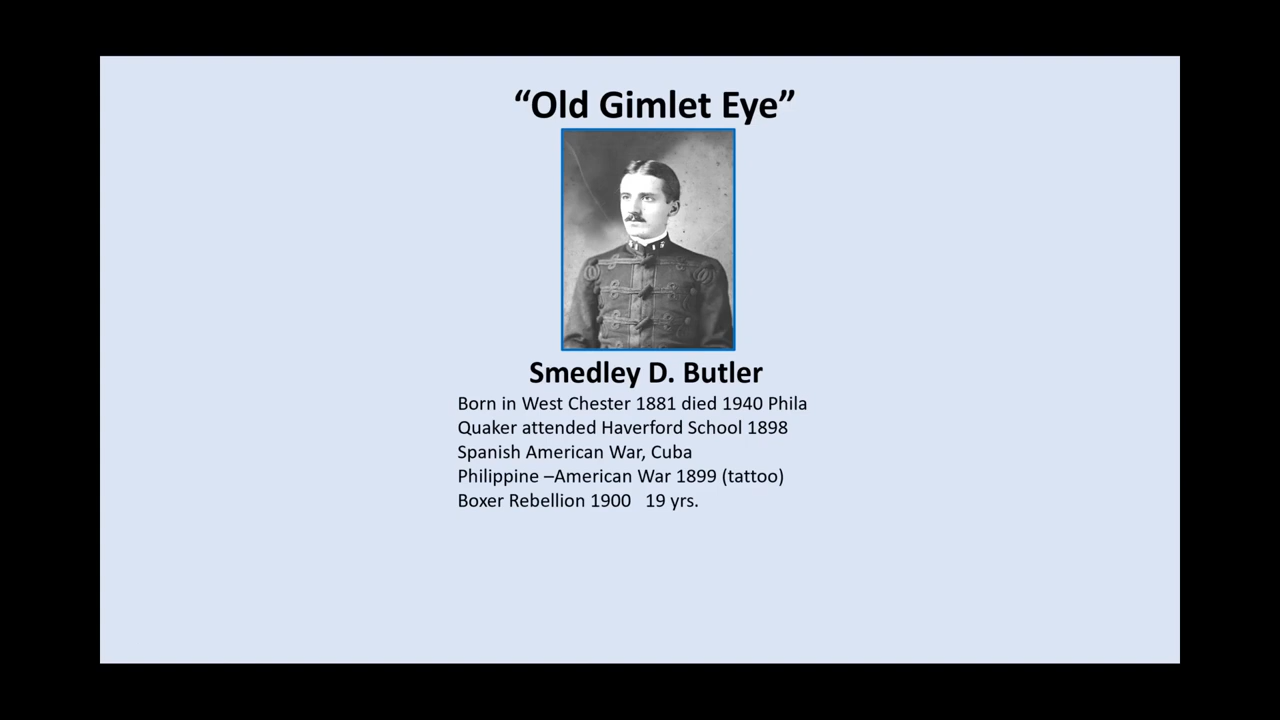 “Old Gimlet Eye”
Smedley D. Butler
Born in West Chester 1881 died 1940 Phila
Quaker attended Haverford School 1898
Spanish American War, Cuba
Philippine –American War 1899 (tattoo)
Boxer Rebellion 1900   19 yrs.